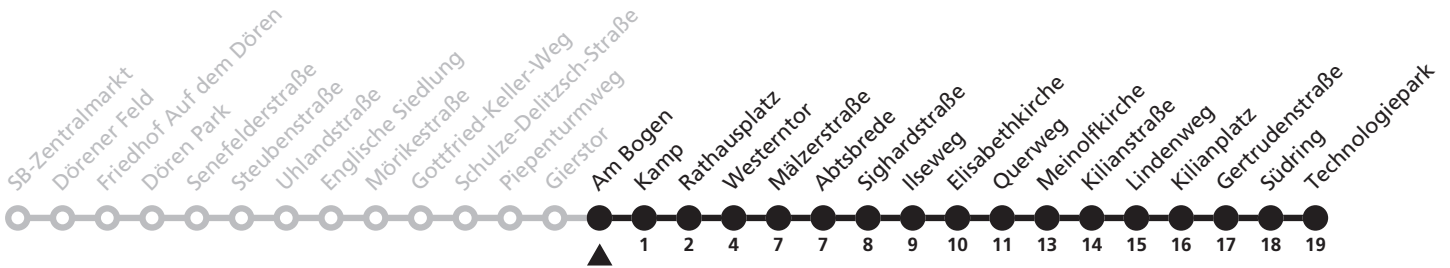 SB-Zentralmarkt
Dörener Feld
Friedhof Auf dem Dören
Dören Park
Senefelderstraße
Steubenstraße
Uhlandstraße
Englische Siedlung
Mörikestraße
Gottfried-Keller-Weg
Schulze-Delitzsch-Straße
Piepenturmweg
Gierstor
Am Bogen
Kamp
Rathausplatz
Westerntor
Mälzerstraße
Abtsbrede
Sighardstraße
Ilseweg
Elisabethkirche
Querweg
Meinolfkirche
Kilianstraße
Lindenweg
Kilianplatz
Gertrudenstraße
Südring
Technologiepark
1 2 4 7 7 8 9 10 11 13 14 15 16 17 18 19